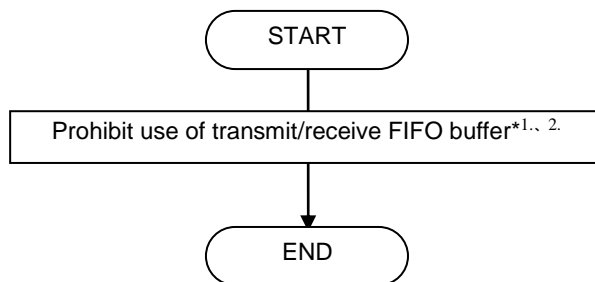 START
Prohibit use of transmit/receive FIFO buffer*1.、2.
END